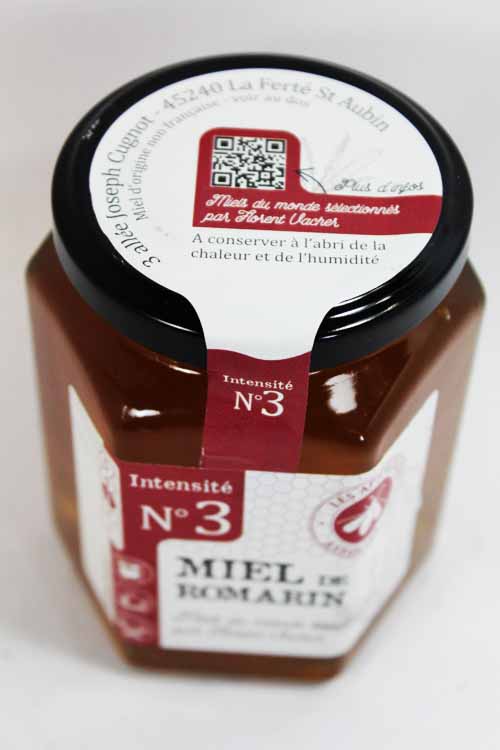 3 allée Joseph Cugnot - 45240 La Ferté St Aubin
Miel d'origine non française - voir au dos
Plus d'infos
Miels du monde sélectionnés
par Florent Vacher
A conserver à l'abri de la
chaleur et de l'humidité
Intensité
N°3
Intensité
N°3
LES
MIEL DE
ROMARIN